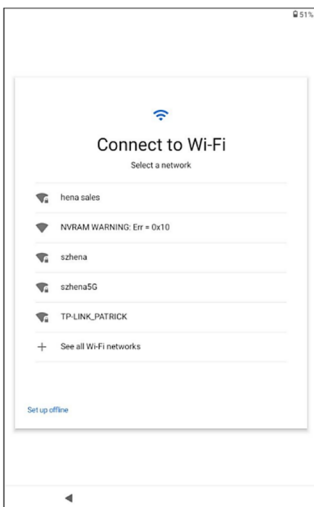 51%
Connect to Wi-Fi
Select a network
hena sales
NVRAM WARNING: Err = 0x10
szhena
szhena5G
TP-LINK_PATRICK
See all Wi-Fi networks
Set up offline